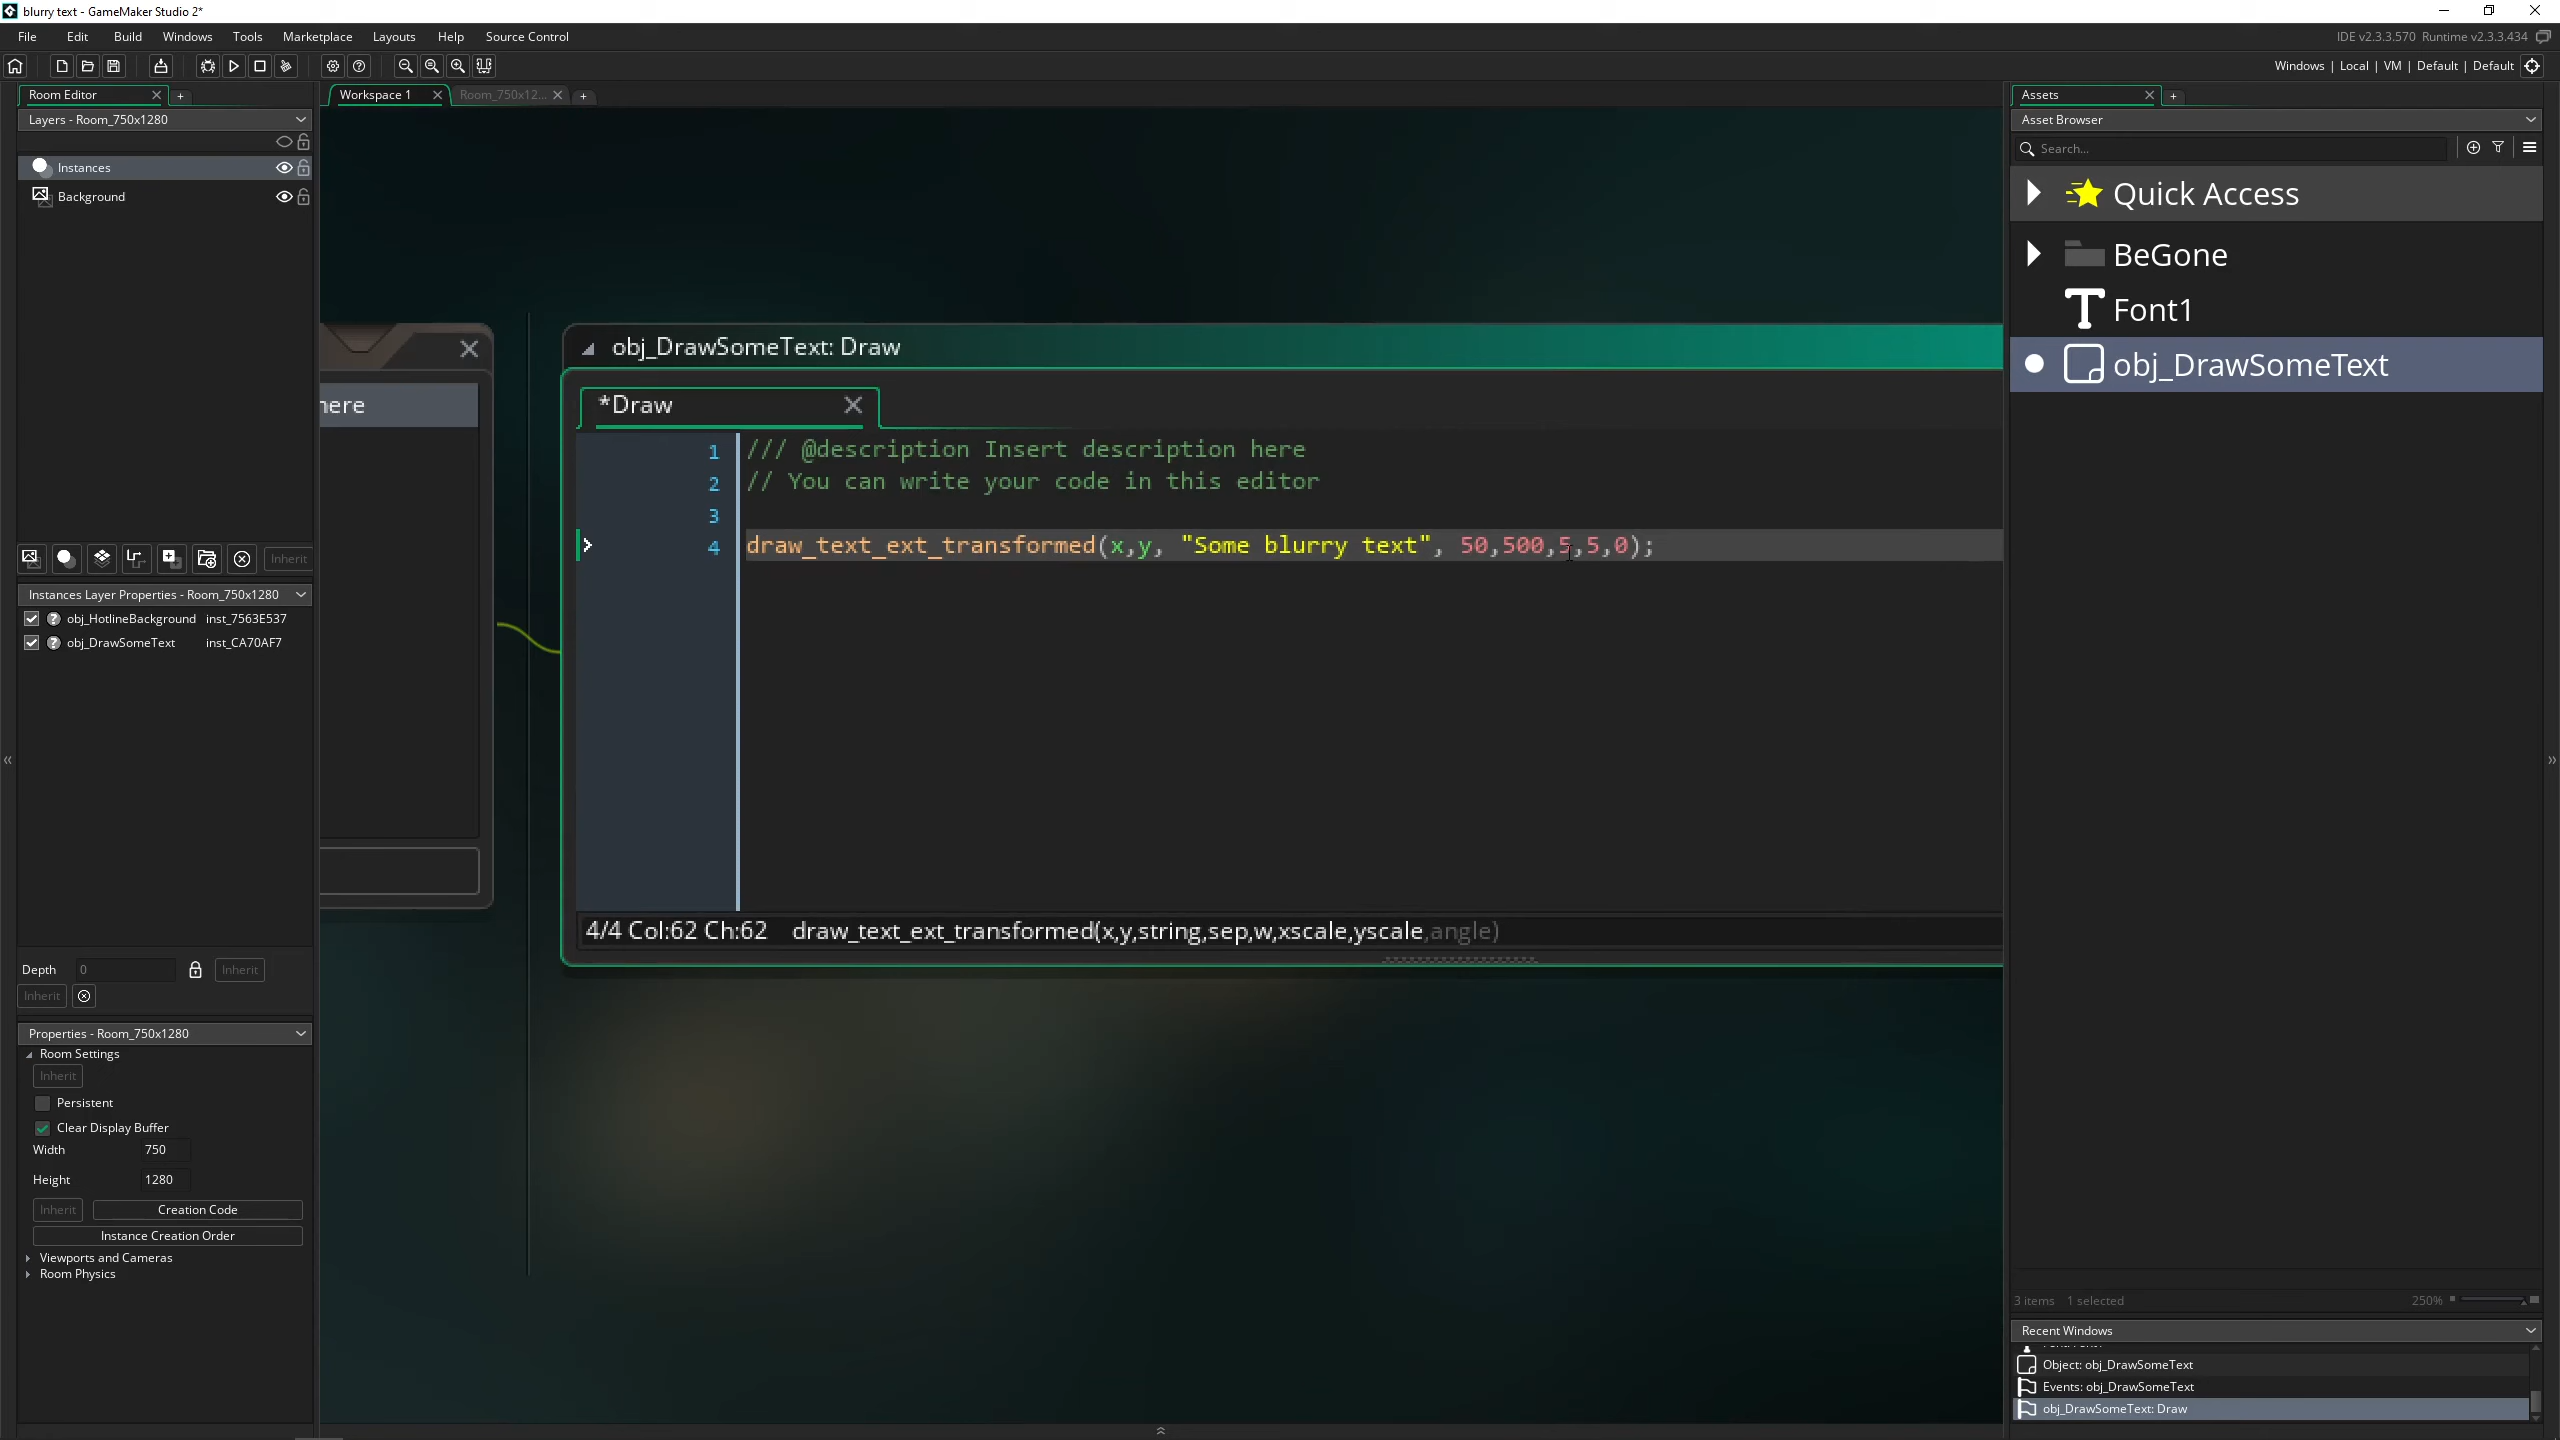 blurry text - GameMaker Studio 2*
File Edit Build Windows Tools Marketplace Layouts Help Source Control
IDE v2.3.3.570 Runtime v2.3.3.434
Windows | Local | VM | Default | Default
Room Editor
Workspace 1
Room_750x12...
Assets
Layers - Room_750x1280
Asset Browser
Search...
Instances
Background
Quick Access
BeGone
Font1
obj_DrawSomeText
here
obj_DrawSomeText: Draw
*Draw
1 /// @description Insert description here
2 // You can write your code in this editor
3
4 draw_text_ext_transformed(x,y, "Some blurry text", 50,500,5,5,0);
4/4 Col:62 Ch:62 draw_text_ext_transformed(x,y,string,sep,w,xscale,yscale,angle)
Inherit
Instances Layer Properties - Room_750x1280
obj_HotlineBackground inst_7563E537
obj_DrawSomeText inst_CA70AF7
Depth 0 Inherit
Inherit
Properties - Room_750x1280
Room Settings
Inherit
Persistent
Clear Display Buffer
Width 750
Height 1280
Inherit Creation Code
Instance Creation Order
Viewports and Cameras
Room Physics
3 items 1 selected 250%
Recent Windows
Object: obj_DrawSomeText
Events: obj_DrawSomeText
obj_DrawSomeText: Draw